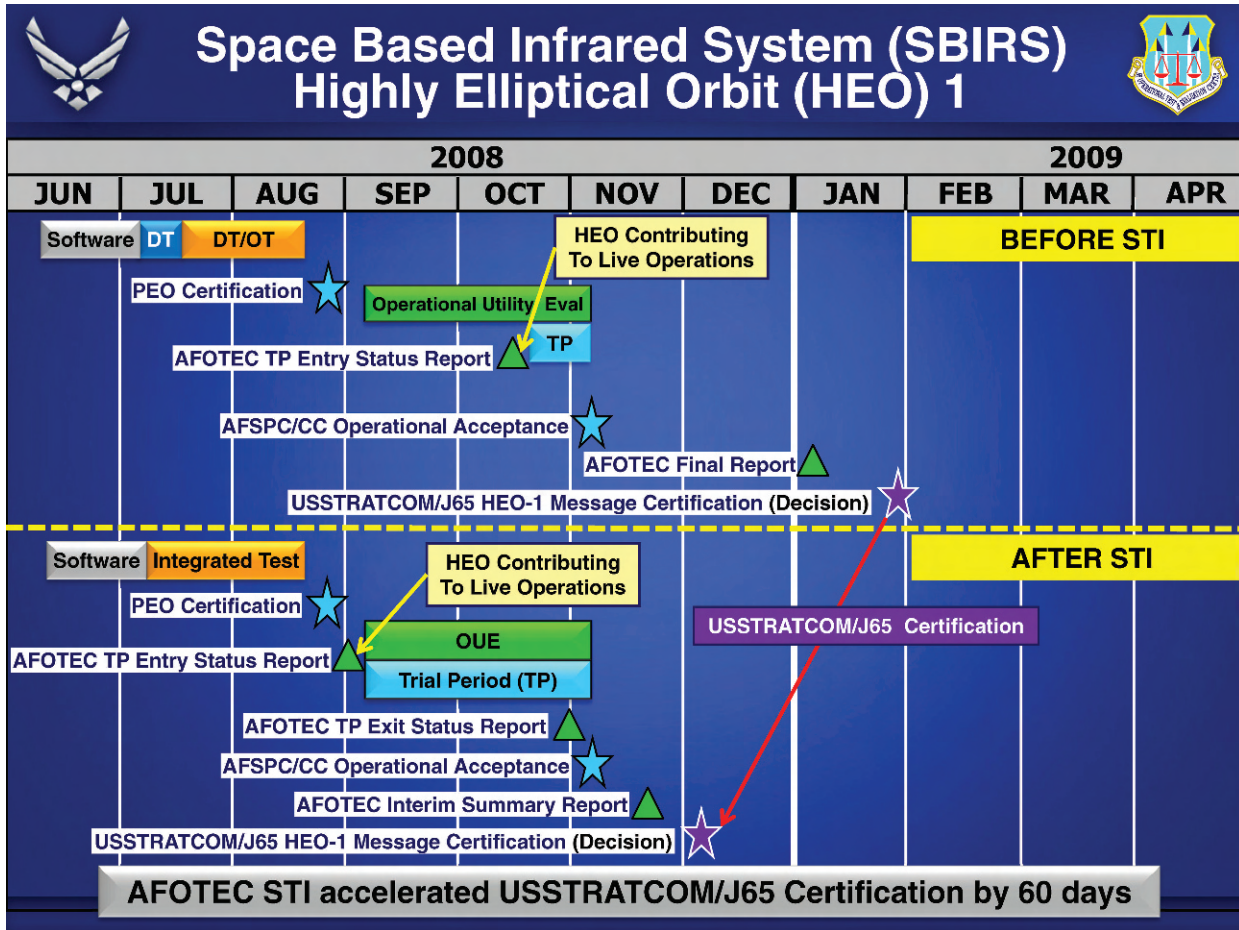 Space Based Infrared System (SBIRS)
Highly Elliptical Orbit (HEO) 1
2008
2009
JUN
JUL
AUG
SEP
OCT
NOV
DEC
JAN
FEB
MAR
APR
BEFORE STI
Software
DT
DT/OT
HEO Contributing
To Live Operations
PEO Certification
Operational Utility Eval
TP
AFOTEC TP Entry Status Report
AFSPC/CC Operational Acceptance
AFOTEC Final Report
USSTRATCOM/J65 HEO-1 Message Certification (Decision)
AFTER STI
Software
Integrated Test
HEO Contributing
To Live Operations
PEO Certification
USSTRATCOM/J65 Certification
OUE
AFOTEC TP Entry Status Report
Trial Period (TP)
AFOTEC TP Exit Status Report
AFSPC/CC Operational Acceptance
AFOTEC Interim Summary Report
USSTRATCOM/J65 HEO-1 Message Certification (Decision)
AFOTEC STI accelerated USSTRATCOM/J65 Certification by 60 days